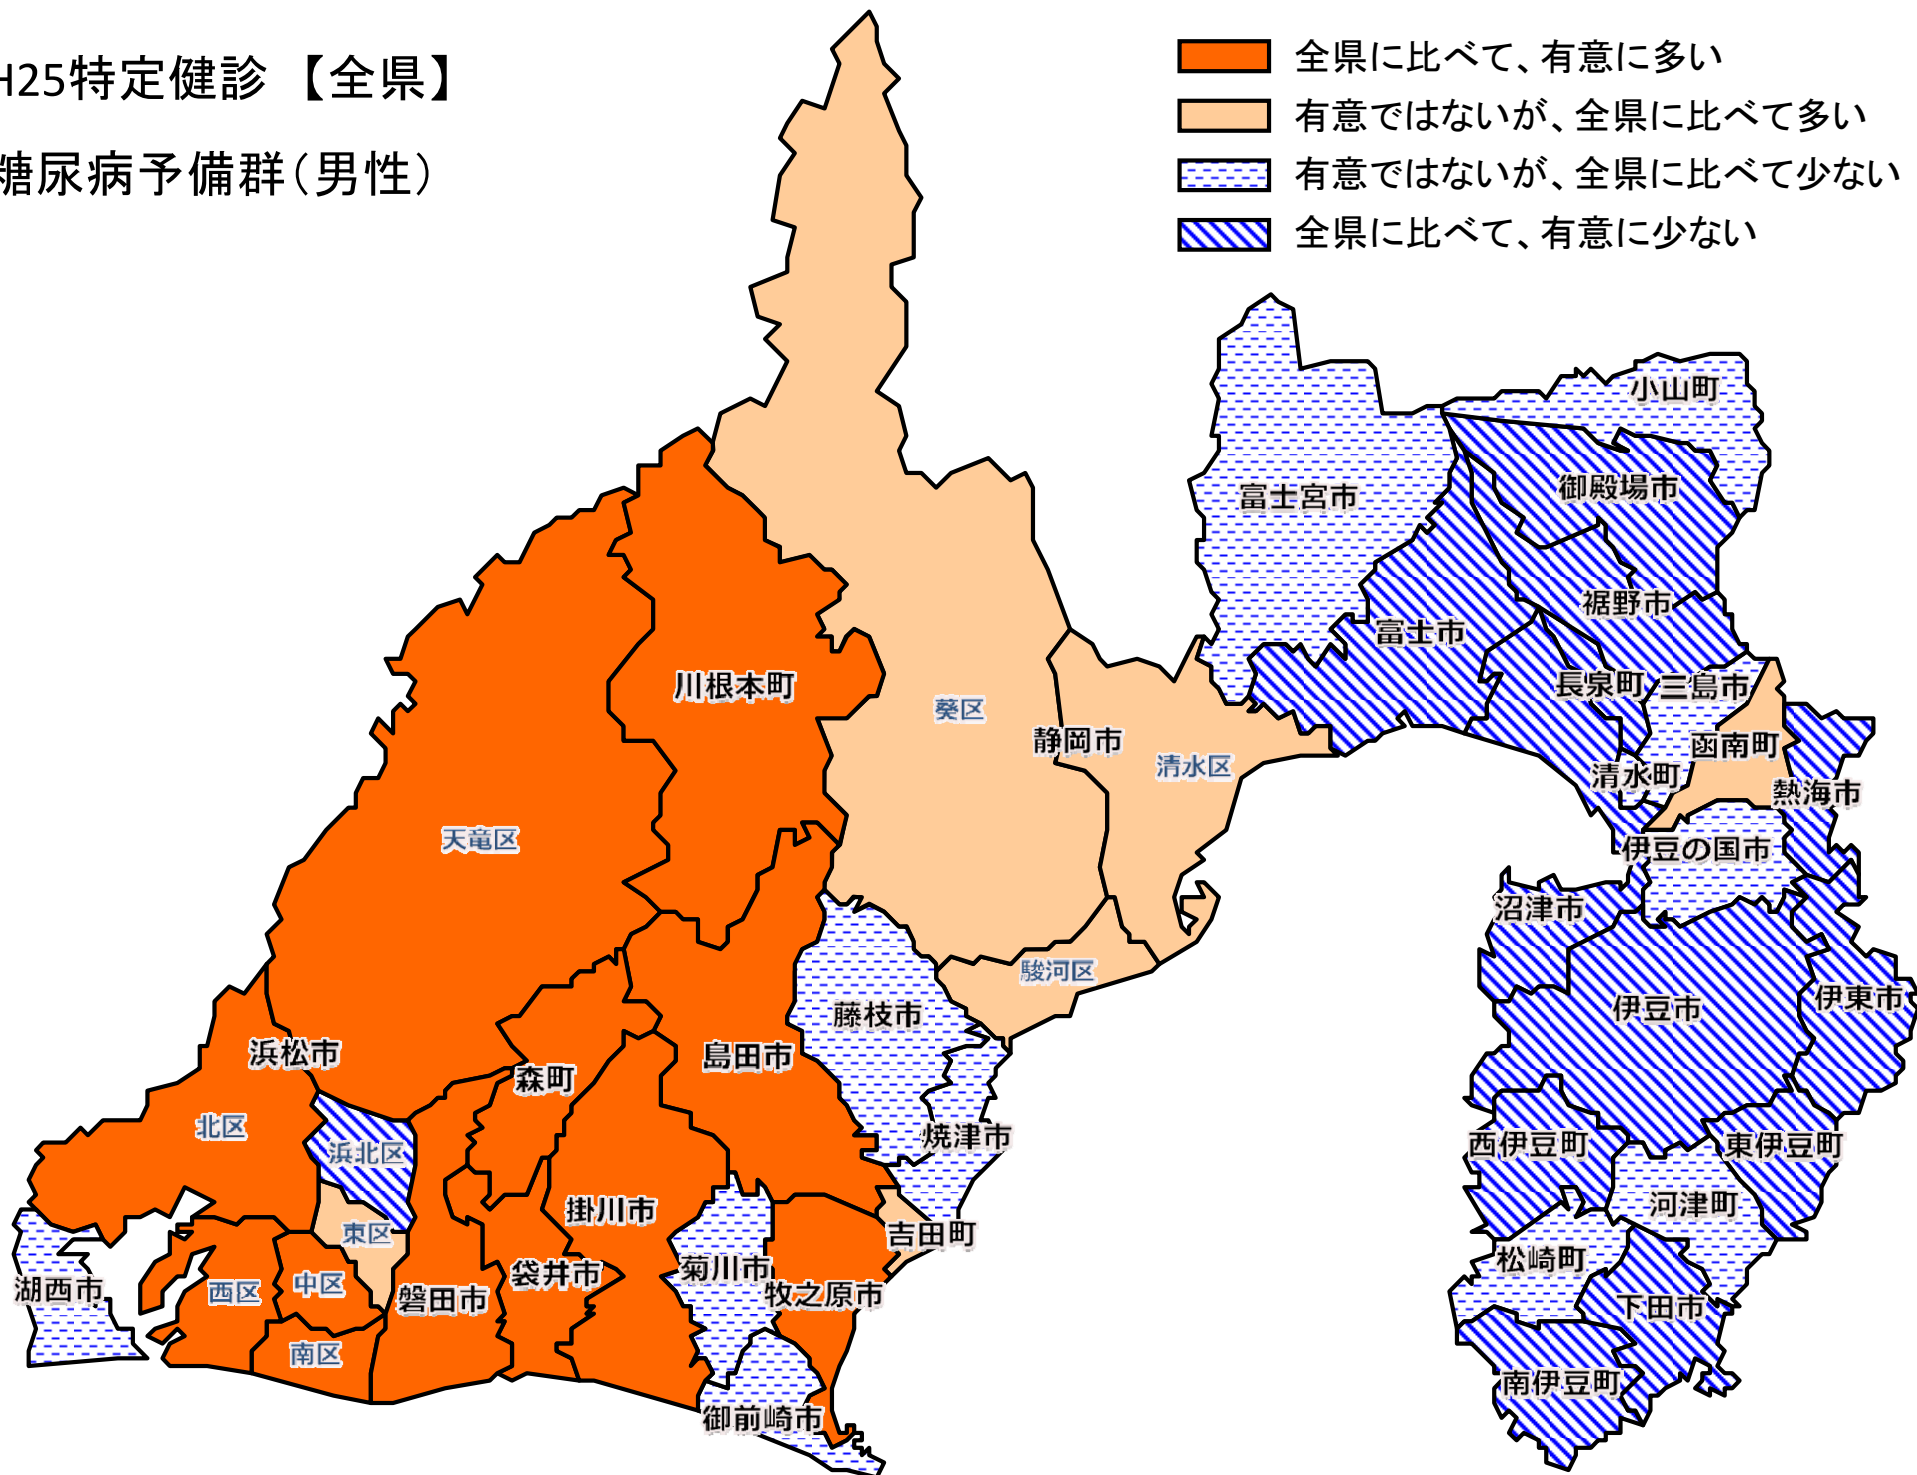 H25特定健診 【全県】
糖尿病予備群(男性)
全県に比べて、有意に多い
有意ではないが、全県に比べて多い
有意ではないが、全県に比べて少ない
全県に比べて、有意に少ない
小山町
御殿場市
富士宮市
裾野市
富士市
長泉町
三島市
川根本町
葵区
静岡市
清水区
函南町
清水町
熱海市
天竜区
伊豆の国市
沼津市
駿河区
伊豆市
伊東市
藤枝市
浜松市
島田市
森町
北区
浜北区
焼津市
西伊豆町
東伊豆町
掛川市
河津町
東区
吉田町
松崎町
菊川市
袋井市
湖西市
西区
中区
磐田市
牧之原市
下田市
南区
南伊豆町
御前崎市